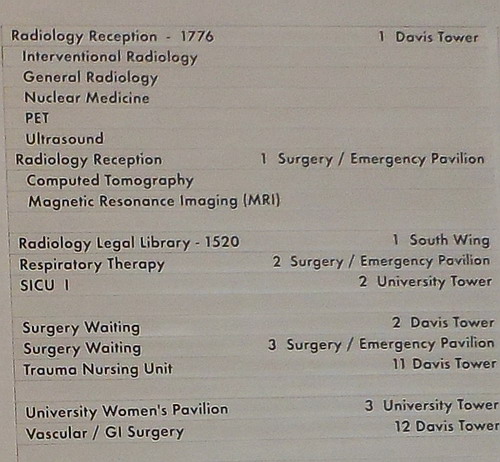 Radiology Reception - 1776 1 Davis Tower
Interventional Radiology
General Radiology
Nuclear Medicine
PET
Ultrasound
Radiology Reception 1 Surgery / Emergency Pavilion
Computed Tomography
Magnetic Resonance Imaging (MRI)
Radiology Legal Library - 1520 1 South Wing
Respiratory Therapy 2 Surgery / Emergency Pavilion
SICU I 2 University Tower
Surgery Waiting 2 Davis Tower
Surgery Waiting 3 Surgery / Emergency Pavilion
Trauma Nursing Unit 11 Davis Tower
University Women's Pavilion 3 University Tower
Vascular / GI Surgery 12 Davis Tower